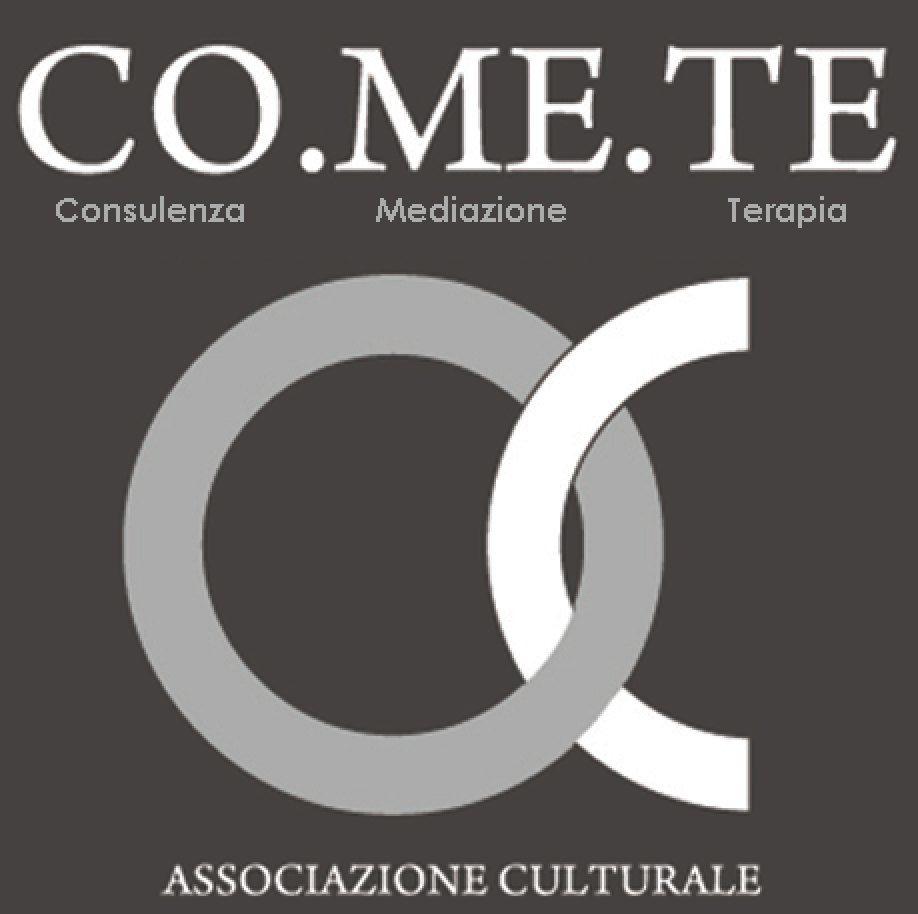 CO.ME.TE
Consulenza Mediazione Terapia
ASSOCIAZIONE CULTURALE